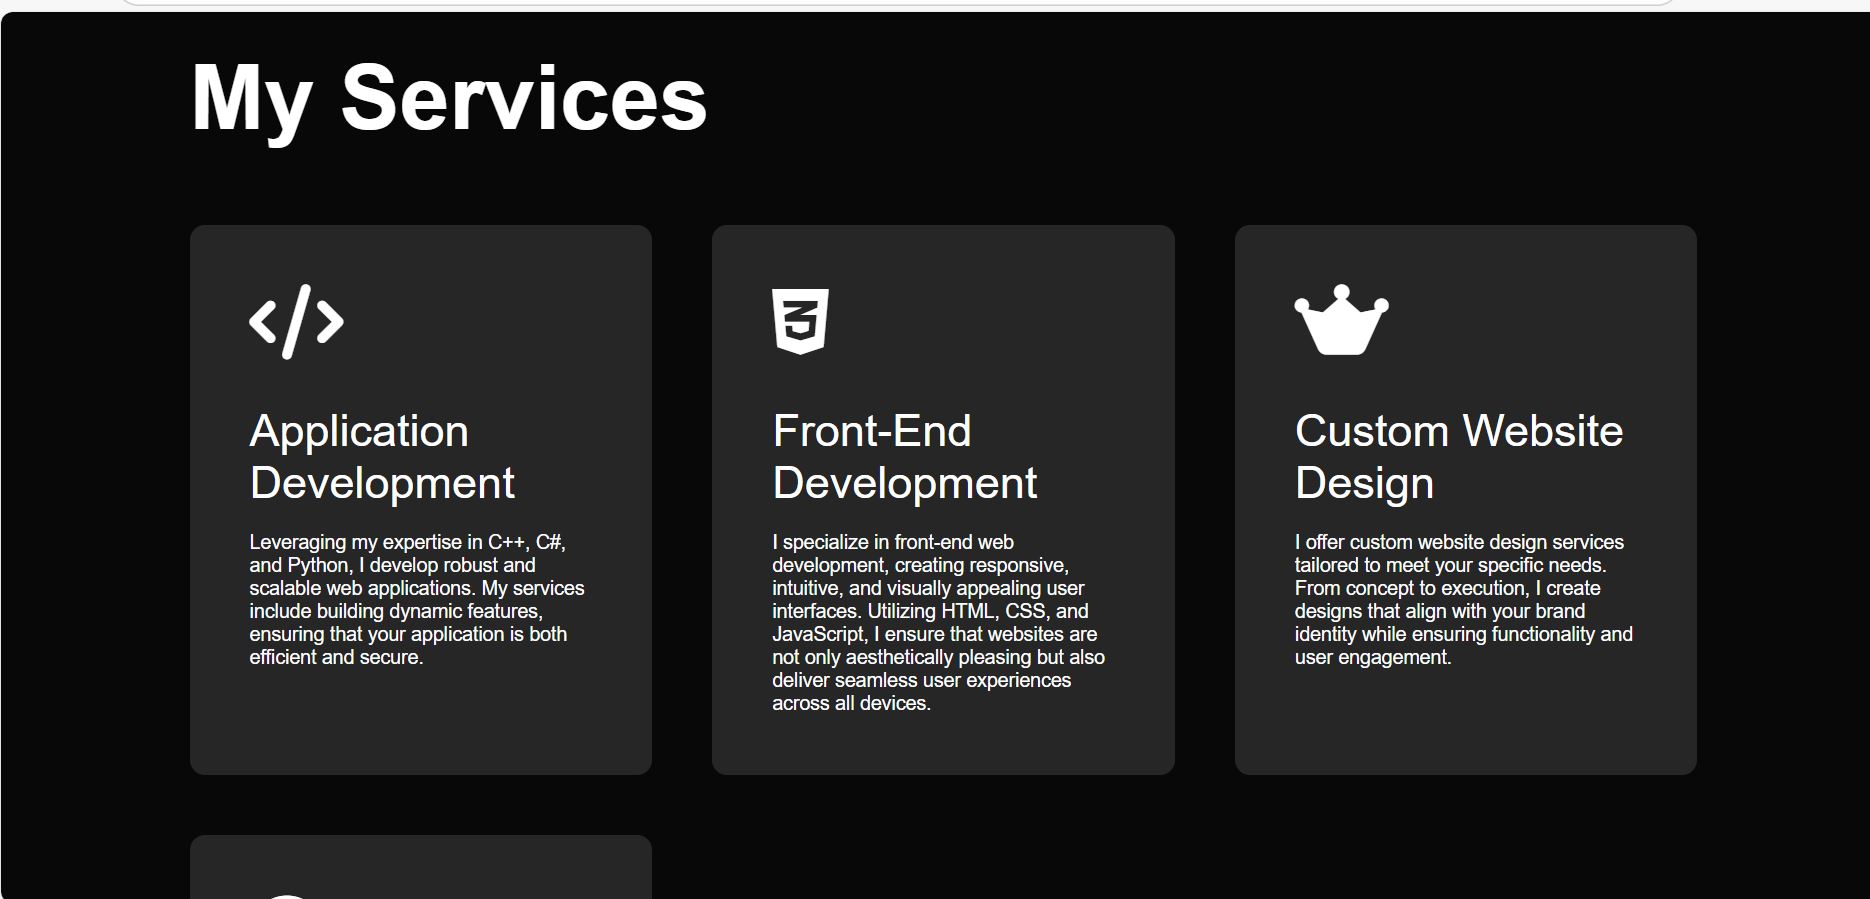 My Services
Application
Development
Leveraging my expertise in C++, C#,
and Python, I develop robust and
scalable web applications. My services
include building dynamic features,
ensuring that your application is both
efficient and secure.
Front-End
Development
I specialize in front-end web
development, creating responsive,
intuitive, and visually appealing user
interfaces. Utilizing HTML, CSS, and
JavaScript, I ensure that websites are
not only aesthetically pleasing but also
deliver seamless user experiences
across all devices.
Custom Website
Design
I offer custom website design services
tailored to meet your specific needs.
From concept to execution, I create
designs that align with your brand
identity while ensuring functionality and
user engagement.